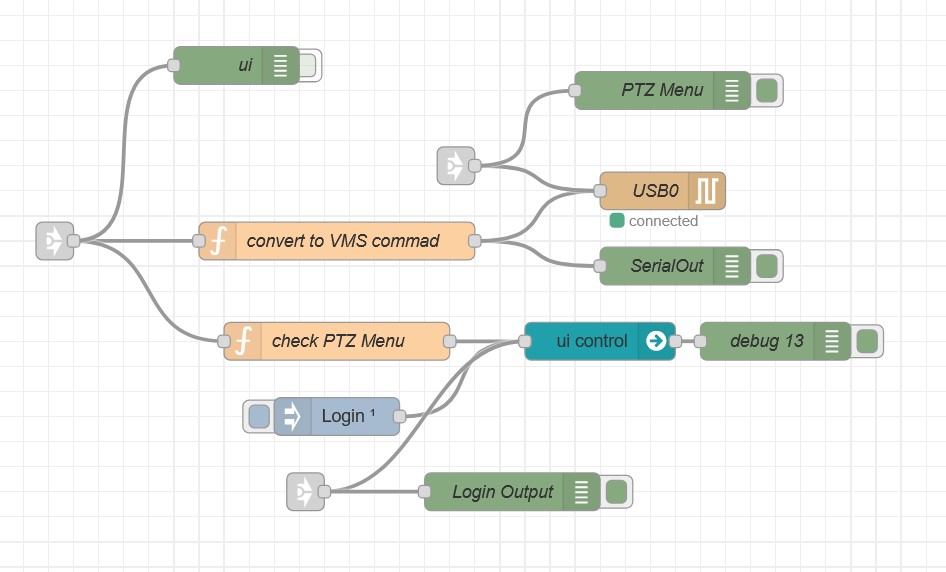 ui
PTZ Menu
USB0
connected
convert to VMS commad
SerialOut
check PTZ Menu
ui control
debug 13
Login ¹
Login Output